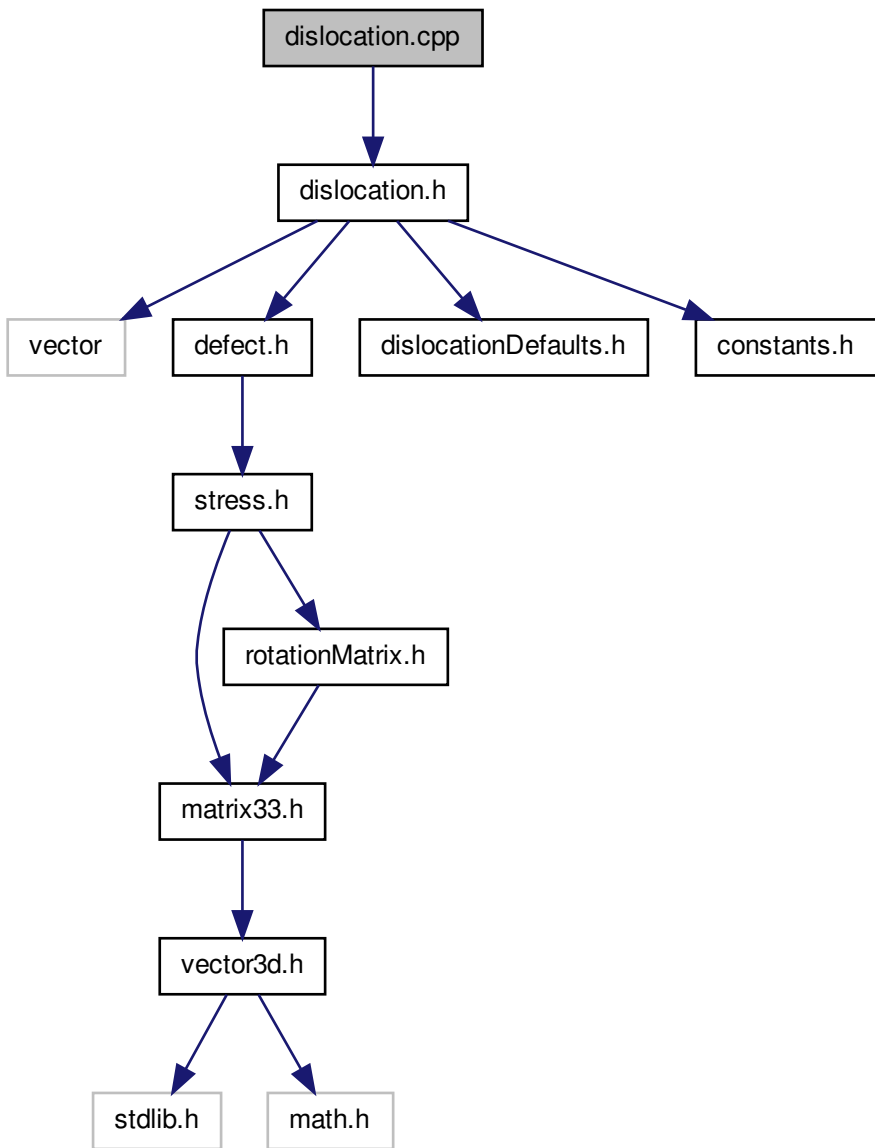 dislocation.cpp
dislocation.h
vector
defect.h
dislocationDefaults.h
constants.h
stress.h
rotationMatrix.h
matrix33.h
vector3d.h
stdlib.h
math.h